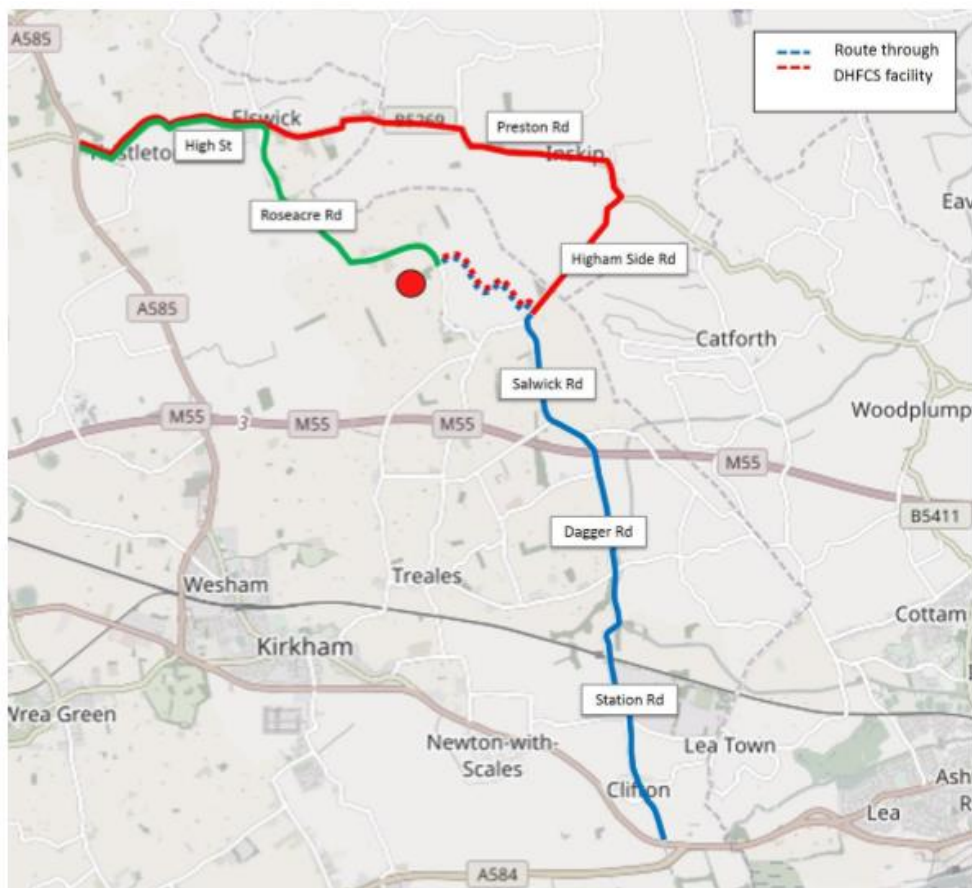 A585
Route through
DHFCS facility
Elswick
B5269
Preston Rd
High St
Inskip
Roseacre Rd
Higham Side Rd
A585
Catforth
Salwick Rd
Woodplump
M55
3
M55
M55
M55
B5411
Dagger Rd
Treales
Wesham
Cottam
Kirkham
Station Rd
Wrea Green
Newton-with-
Scales
Lea Town
Clifton
Lea
A584